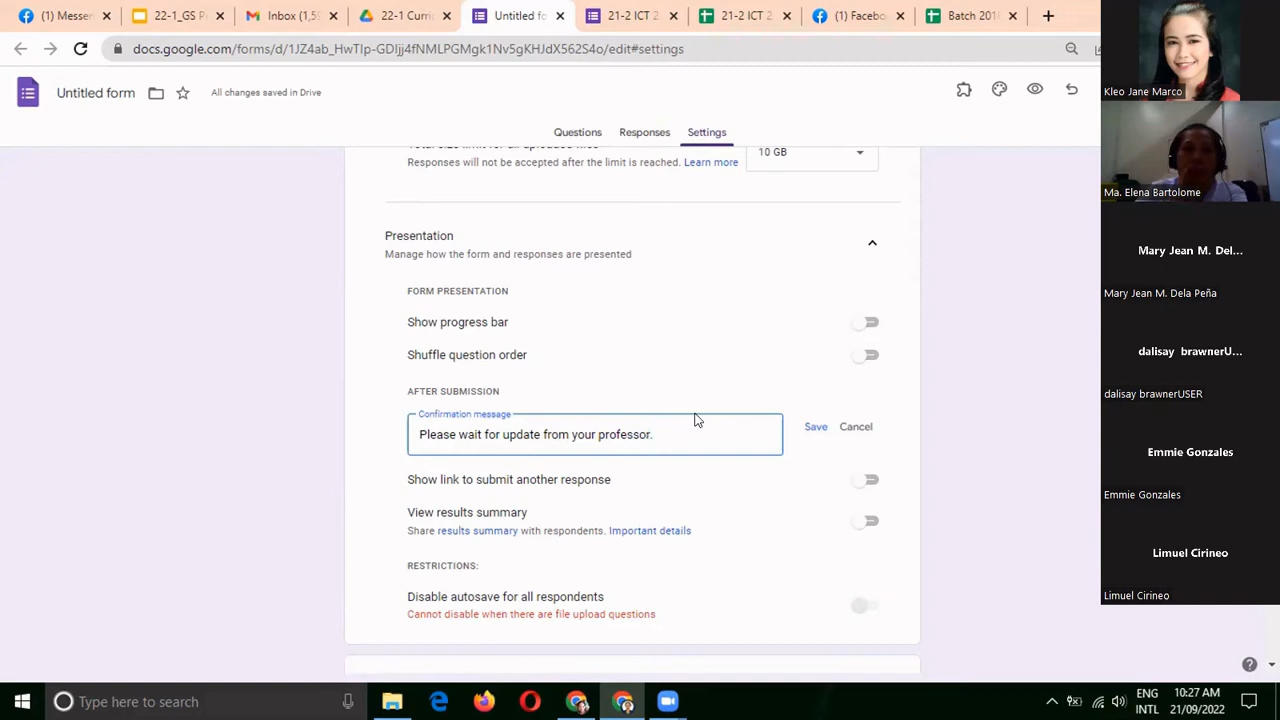 (1) Messen
22-1_GS P
Inbox (1,59
22-1 Curri
Untitled fo
21-2 ICT 2
21-2 ICT 2
(1) Facebo
Batch 201
docs.google.com/forms/d/1JZ4ab_HwTIp-GDIjj4fNMLPGMgk1Nv5gKHJdX562S4o/edit#settings
Untitled form
All changes saved in Drive
Questions
Responses
Settings
Responses will not be accepted after the limit is reached. Learn more
10 GB
Presentation
Manage how the form and responses are presented
FORM PRESENTATION
Show progress bar
Shuffle question order
AFTER SUBMISSION
Confirmation message
Please wait for update from your professor.
Save
Cancel
Show link to submit another response
View results summary
Share results summary with respondents. Important details
RESTRICTIONS:
Disable autosave for all respondents
Cannot disable when there are file upload questions
Kleo Jane Marco
Ma. Elena Bartolome
Mary Jean M. Del...
Mary Jean M. Dela Peña
dalisay brawnerU...
dalisay brawnerUSER
Emmie Gonzales
Emmie Gonzales
Limuel Cirineo
Limuel Cirineo
Type here to search
ENG
INTL
10:27 AM
21/09/2022